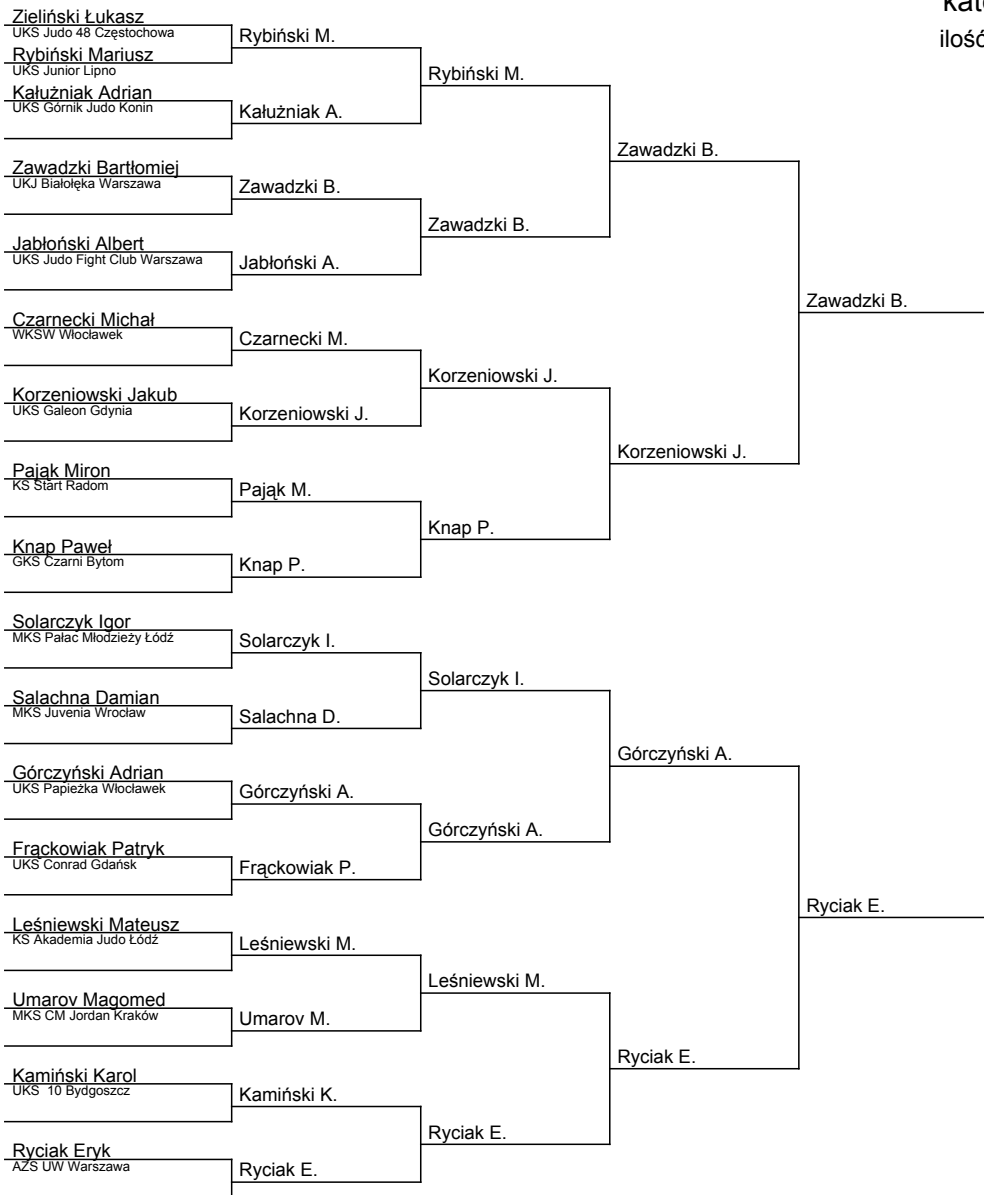 Zieliński Łukasz
UKS Judo 48 Częstochowa
Rybiński M.
Rybiński Mariusz
UKS Junior Lipno
Rybiński M.
Kałużniak Adrian
UKS Górnik Judo Konin
Kałużniak A.
Zawadzki B.
Zawadzki Bartłomiej
UKJ Białołęka Warszawa
Zawadzki B.
Zawadzki B.
Jabłoński Albert
UKS Judo Fight Club Warszawa
Jabłoński A.
Zawadzki B.
Czarnecki Michał
WKSW Włocławek
Czarnecki M.
Korzeniowski J.
Korzeniowski Jakub
UKS Galeon Gdynia
Korzeniowski J.
Korzeniowski J.
Pająk Miron
KS Start Radom
Pająk M.
Knap P.
Knap Paweł
GKS Czarni Bytom
Knap P.
Solarczyk Igor
MKS Pałac Młodzieży Łódź
Solarczyk I.
Solarczyk I.
Salachna Damian
MKS Juvenia Wrocław
Salachna D.
Górczyński A.
Górczyński Adrian
UKS Papieżka Włocławek
Górczyński A.
Górczyński A.
Frąckowiak Patryk
UKS Conrad Gdańsk
Frąckowiak P.
Ryciak E.
Leśniewski Mateusz
KS Akademia Judo Łódź
Leśniewski M.
Leśniewski M.
Umarov Magomed
MKS CM Jordan Kraków
Umarov M.
Ryciak E.
Kamiński Karol
UKS 10 Bydgoszcz
Kamiński K.
Ryciak E.
Ryciak Eryk
AZS UW Warszawa
Ryciak E.
ilość